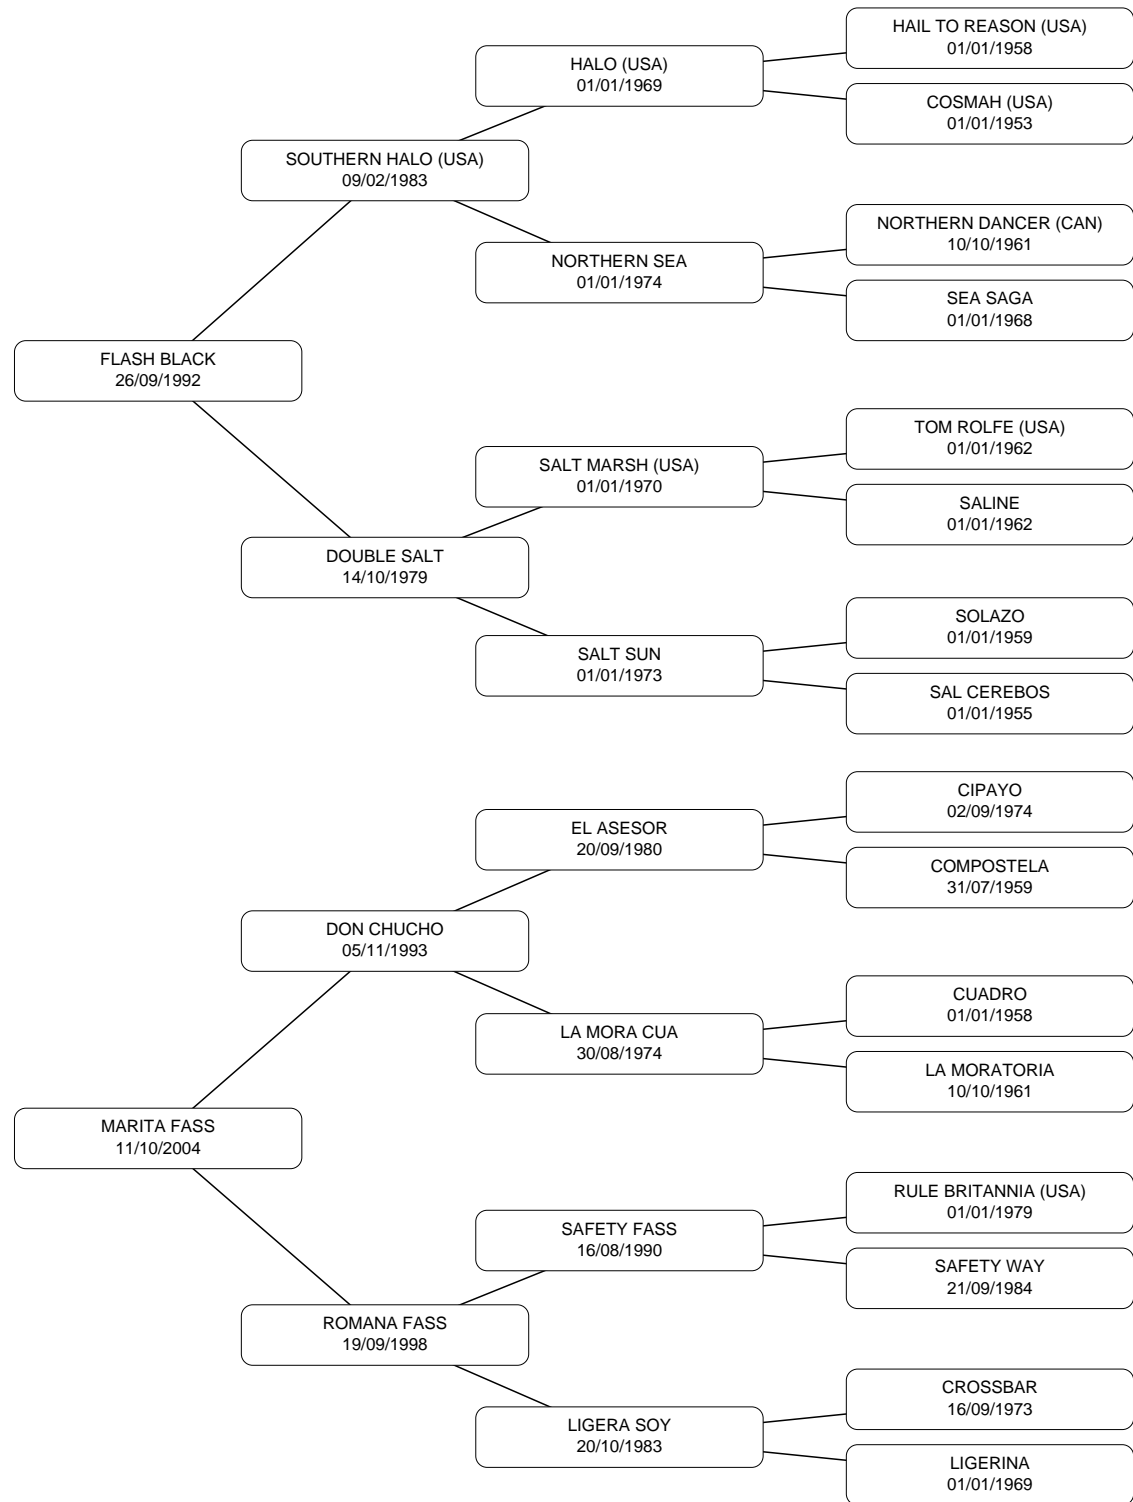 HAIL TO REASON (USA)
01/01/1958
HALO (USA)
01/01/1969
COSMAH (USA)
01/01/1953
SOUTHERN HALO (USA)
09/02/1983
NORTHERN DANCER (CAN)
10/10/1961
NORTHERN SEA
01/01/1974
SEA SAGA
01/01/1968
FLASH BLACK
26/09/1992
TOM ROLFE (USA)
01/01/1962
SALT MARSH (USA)
01/01/1970
SALINE
01/01/1962
DOUBLE SALT
14/10/1979
SOLAZO
01/01/1959
SALT SUN
01/01/1973
SAL CEREBOS
01/01/1955
CIPAYO
02/09/1974
EL ASESOR
20/09/1980
COMPOSTELA
31/07/1959
DON CHUCHO
05/11/1993
CUADRO
01/01/1958
LA MORA CUA
30/08/1974
LA MORATORIA
10/10/1961
MARITA FASS
11/10/2004
RULE BRITANNIA (USA)
01/01/1979
SAFETY FASS
16/08/1990
SAFETY WAY
21/09/1984
ROMANA FASS
19/09/1998
CROSSBAR
16/09/1973
LIGERA SOY
20/10/1983
LIGERINA
01/01/1969